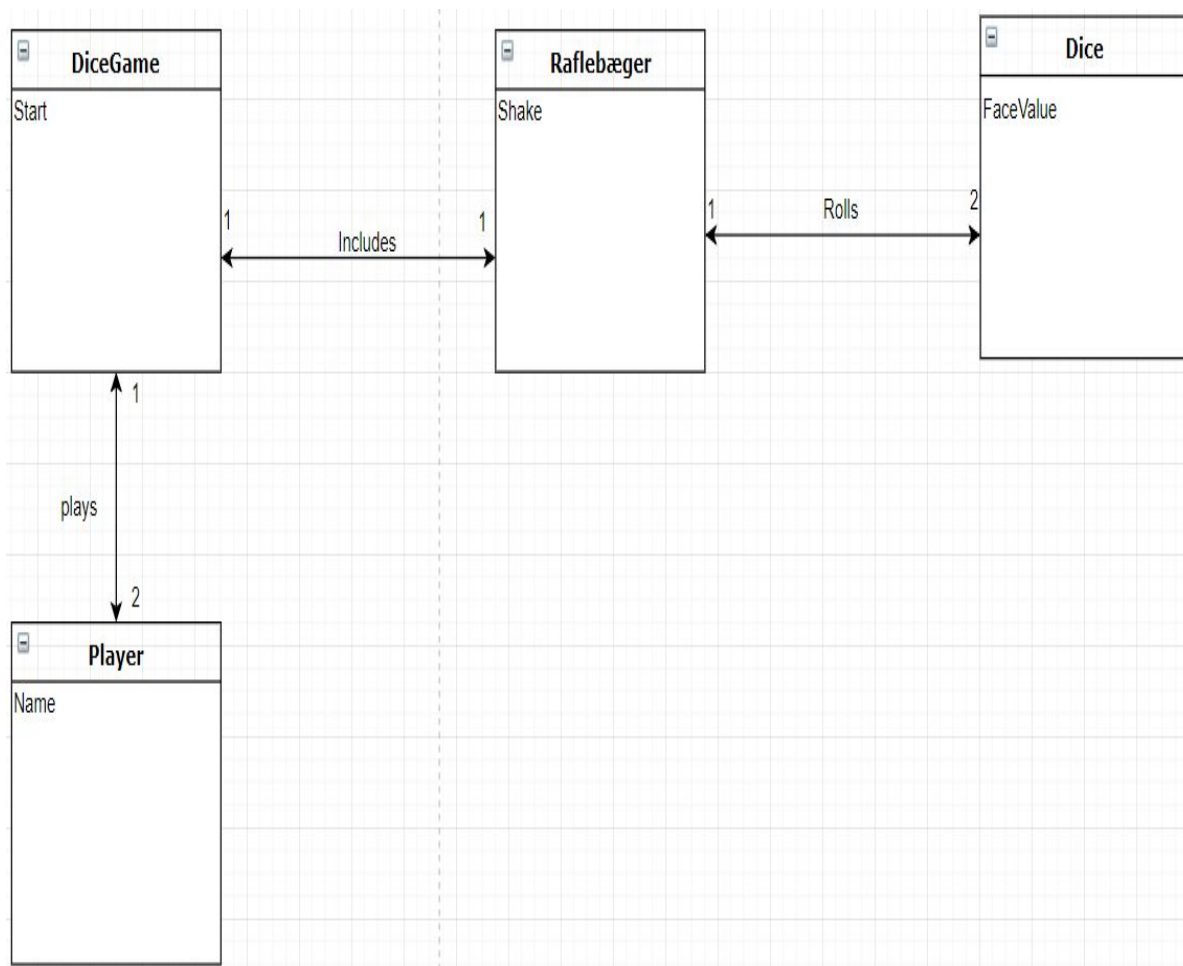 DiceGame
Start
Raflebæger
Shake
Dice
FaceValue
1
Includes
1
1
Rolls
2
1
plays
2
Player
Name